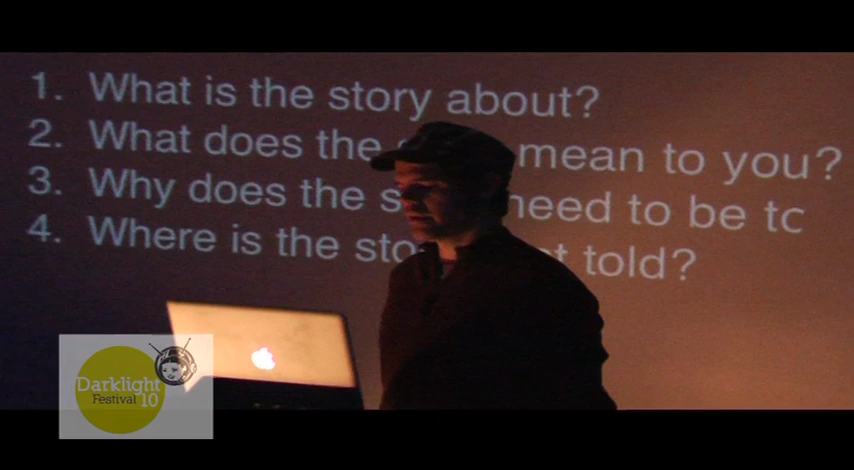 1. What is the story about?
2. What does the mean to you?
3. Why does the need to be
4. Where is the told?
Darklight
Festival 10